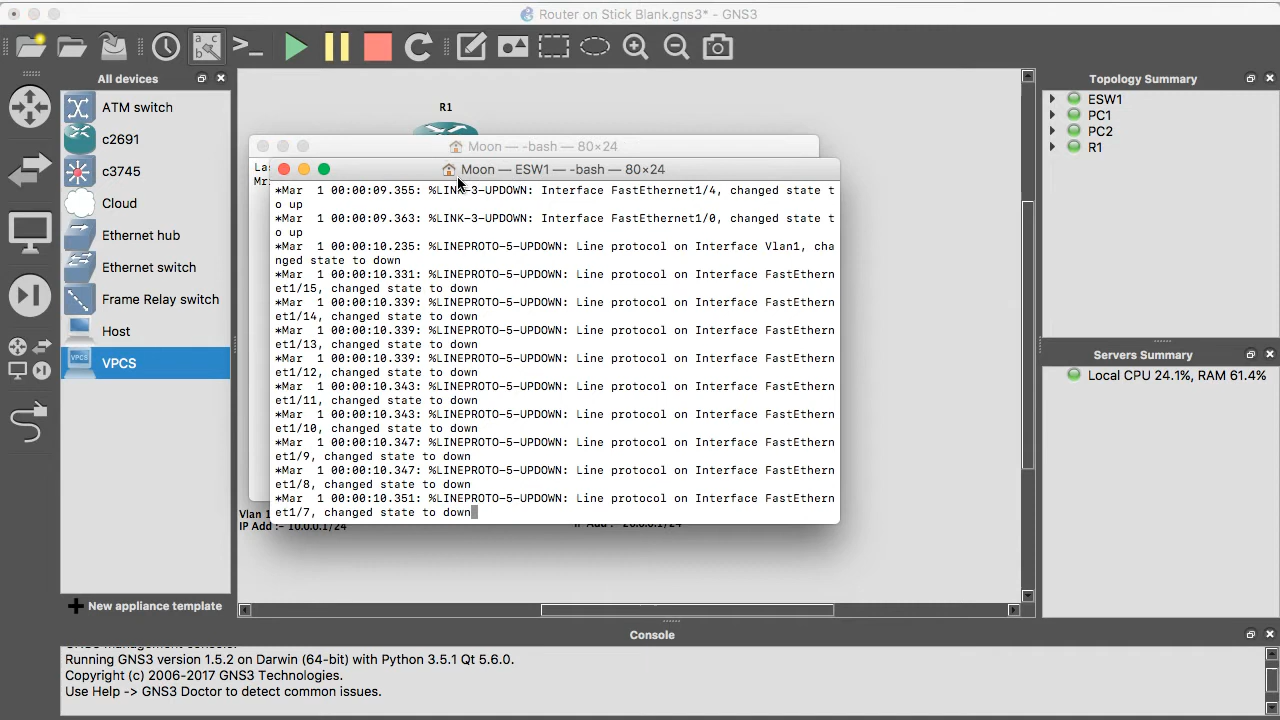 Router on Stick Blank.gns3* - GNS3
All devices
ATM switch
c2691
c3745
Cloud
Ethernet hub
Ethernet switch
Frame Relay switch
Host
VPCS
New appliance template
R1
Moon — -bash — 80×24
La
Moon — ESW1 — -bash — 80×24
*Mar  1 00:00:09.355: %LINK-3-UPDOWN: Interface FastEthernet1/4, changed state t
o up
*Mar  1 00:00:09.363: %LINK-3-UPDOWN: Interface FastEthernet1/0, changed state t
o up
*Mar  1 00:00:10.235: %LINEPROTO-5-UPDOWN: Line protocol on Interface Vlan1, cha
nged state to down
*Mar  1 00:00:10.331: %LINEPROTO-5-UPDOWN: Line protocol on Interface FastEthern
et1/15, changed state to down
*Mar  1 00:00:10.339: %LINEPROTO-5-UPDOWN: Line protocol on Interface FastEthern
et1/14, changed state to down
*Mar  1 00:00:10.339: %LINEPROTO-5-UPDOWN: Line protocol on Interface FastEthern
et1/13, changed state to down
*Mar  1 00:00:10.339: %LINEPROTO-5-UPDOWN: Line protocol on Interface FastEthern
et1/12, changed state to down
*Mar  1 00:00:10.343: %LINEPROTO-5-UPDOWN: Line protocol on Interface FastEthern
et1/11, changed state to down
*Mar  1 00:00:10.343: %LINEPROTO-5-UPDOWN: Line protocol on Interface FastEthern
et1/10, changed state to down
*Mar  1 00:00:10.347: %LINEPROTO-5-UPDOWN: Line protocol on Interface FastEthern
et1/9, changed state to down
*Mar  1 00:00:10.347: %LINEPROTO-5-UPDOWN: Line protocol on Interface FastEthern
et1/8, changed state to down
*Mar  1 00:00:10.351: %LINEPROTO-5-UPDOWN: Line protocol on Interface FastEthern
et1/7, changed state to down
Vlan 1
IP Add :- 10.0.0.1/24
Topology Summary
ESW1
PC1
PC2
R1
Servers Summary
Local CPU 24.1%, RAM 61.4%
Console
Running GNS3 version 1.5.2 on Darwin (64-bit) with Python 3.5.1 Qt 5.6.0.
Copyright (c) 2006-2017 GNS3 Technologies.
Use Help -> GNS3 Doctor to detect common issues.